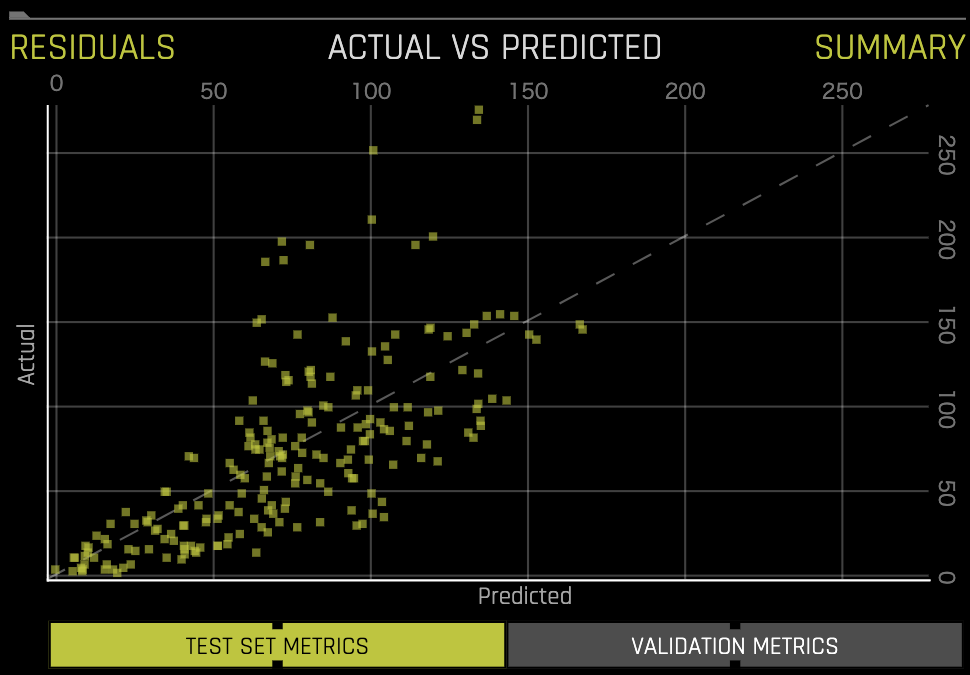 RESIDUALS ACTUAL VS PREDICTED SUMMARY
0 50 100 150 200 250
250
200
150
100
50
0
Actual
Predicted
TEST SET METRICS VALIDATION METRICS